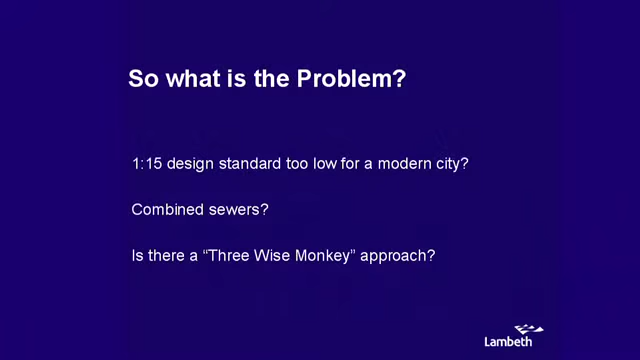 So what is the Problem?
1:15 design standard too low for a modern city?
Combined sewers?
Is there a “Three Wise Monkey” approach?
Lambeth